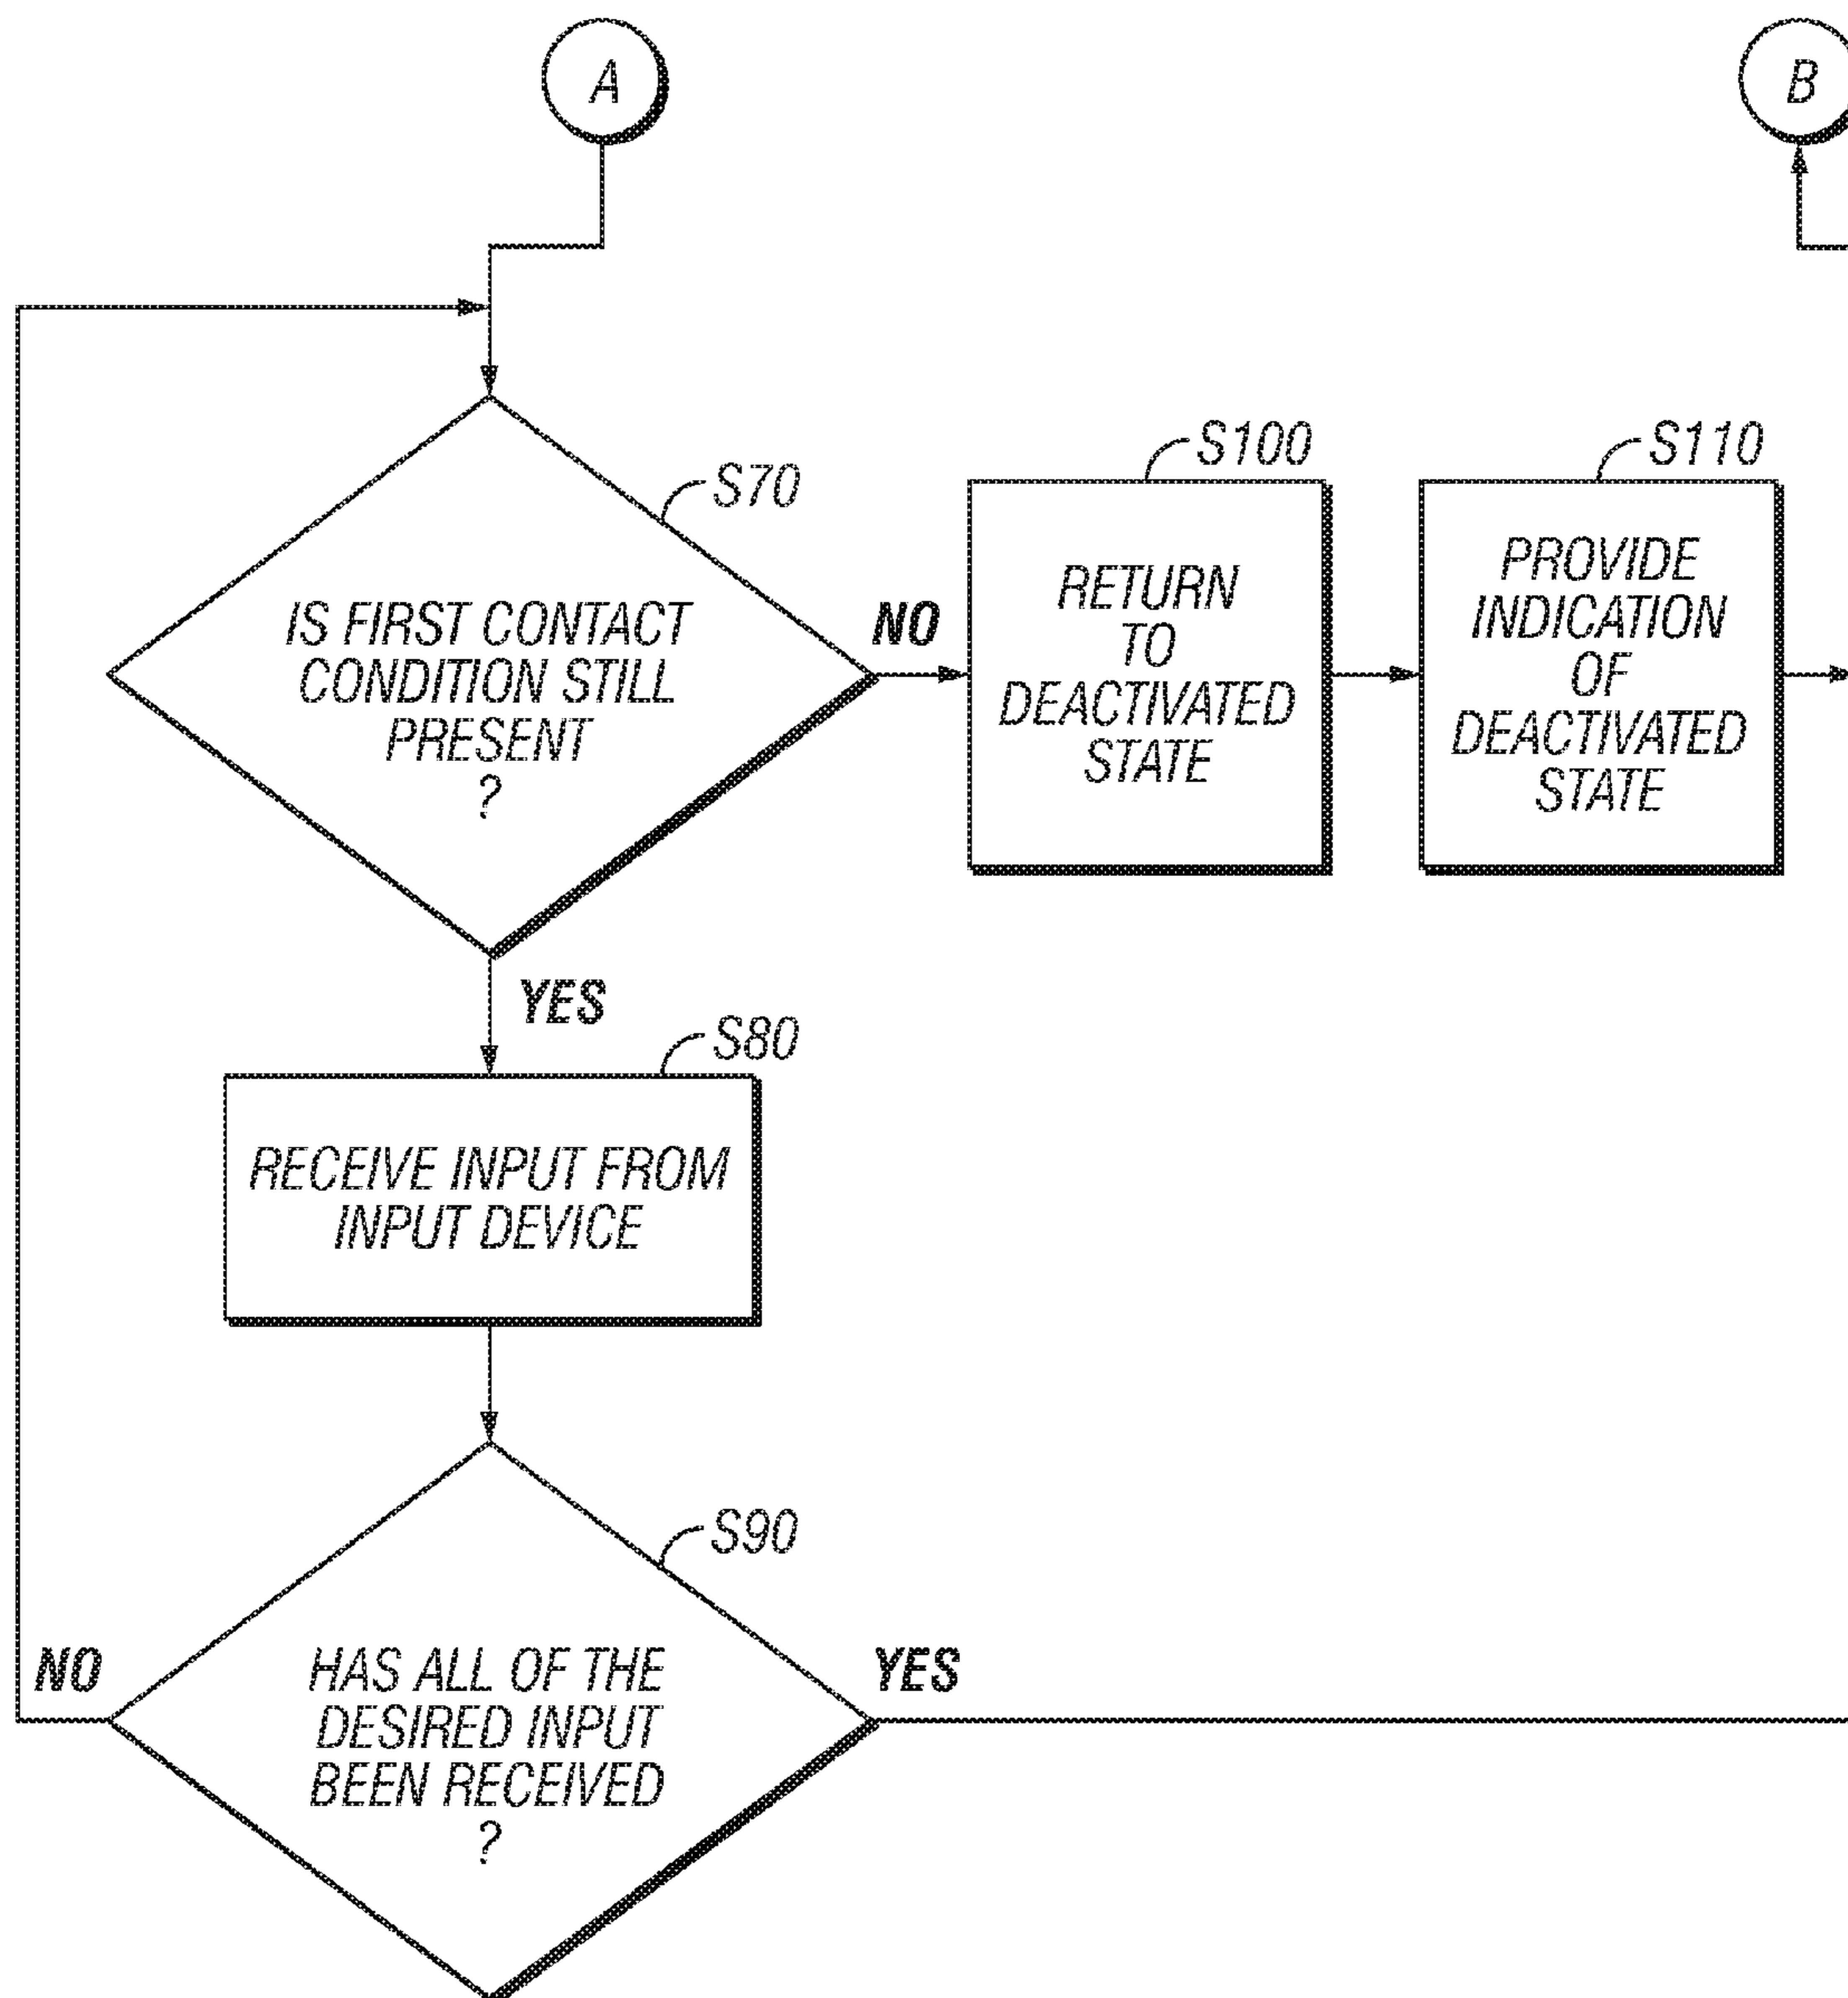 A
B
S70
IS FIRST CONTACT
CONDITION STILL
PRESENT
?
NO
S100
RETURN
TO
DEACTIVATED
STATE
S110
PROVIDE
INDICATION
OF
DEACTIVATED
STATE
YES
S80
RECEIVE INPUT FROM
INPUT DEVICE
S90
NO
HAS ALL OF THE
DESIRED INPUT
BEEN RECEIVED
?
YES